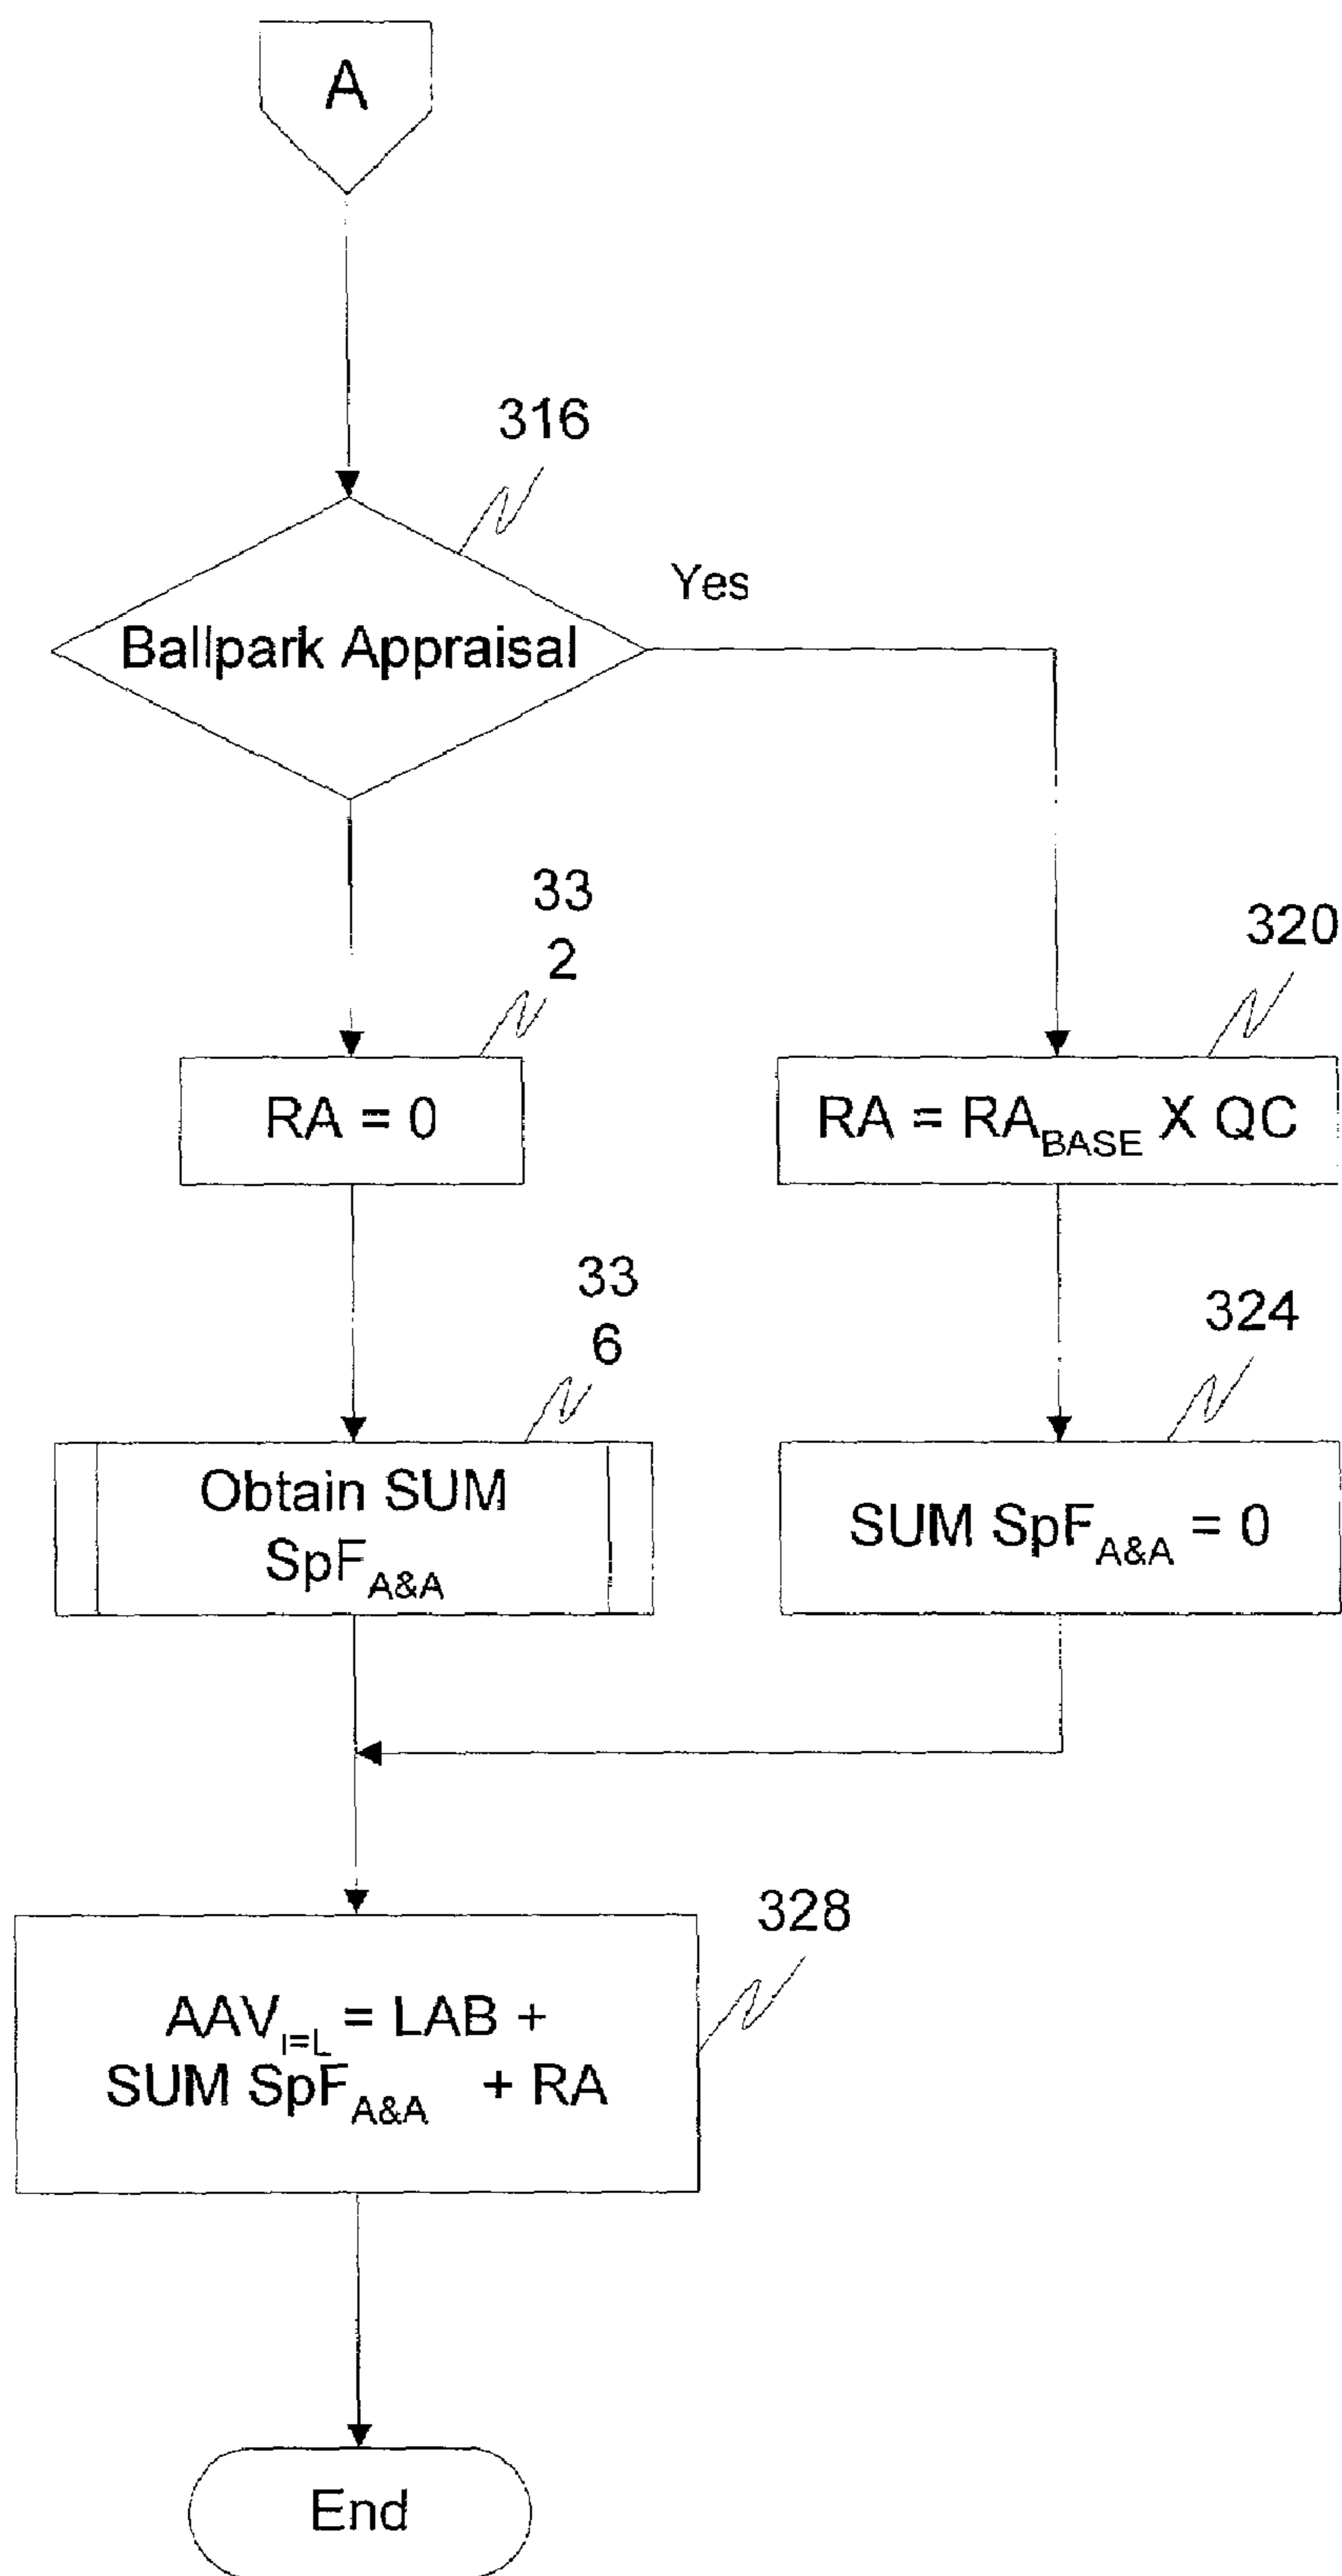 A
316
Ballpark Appraisal
Yes
33
2
320
RA = 0
RA = RA_BASE X QC
33
6
324
Obtain SUM
SpF_A&A
SUM SpF_A&A = 0
328
AAV_I=L = LAB +
SUM SpF_A&A + RA
End